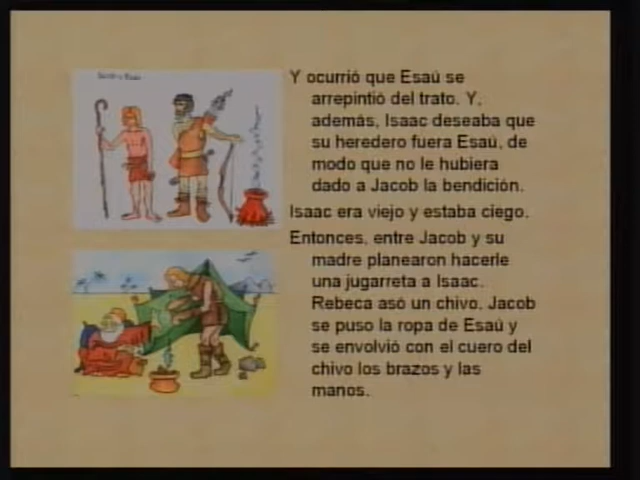 Y ocurrió que Esaú se
arrepintió del trato. Y,
además, Isaac deseaba que
su heredero fuera Esaú, de
modo que no le hubiera
dado a Jacob la bendición.
Isaac era viejo y estaba ciego.
Entonces, entre Jacob y su
madre planearon hacerle
una jugarreta a Isaac.
Rebeca asó un chivo, Jacob
se puso la ropa de Esaú y
se envolvió con el cuero del
chivo los brazos y las
manos.